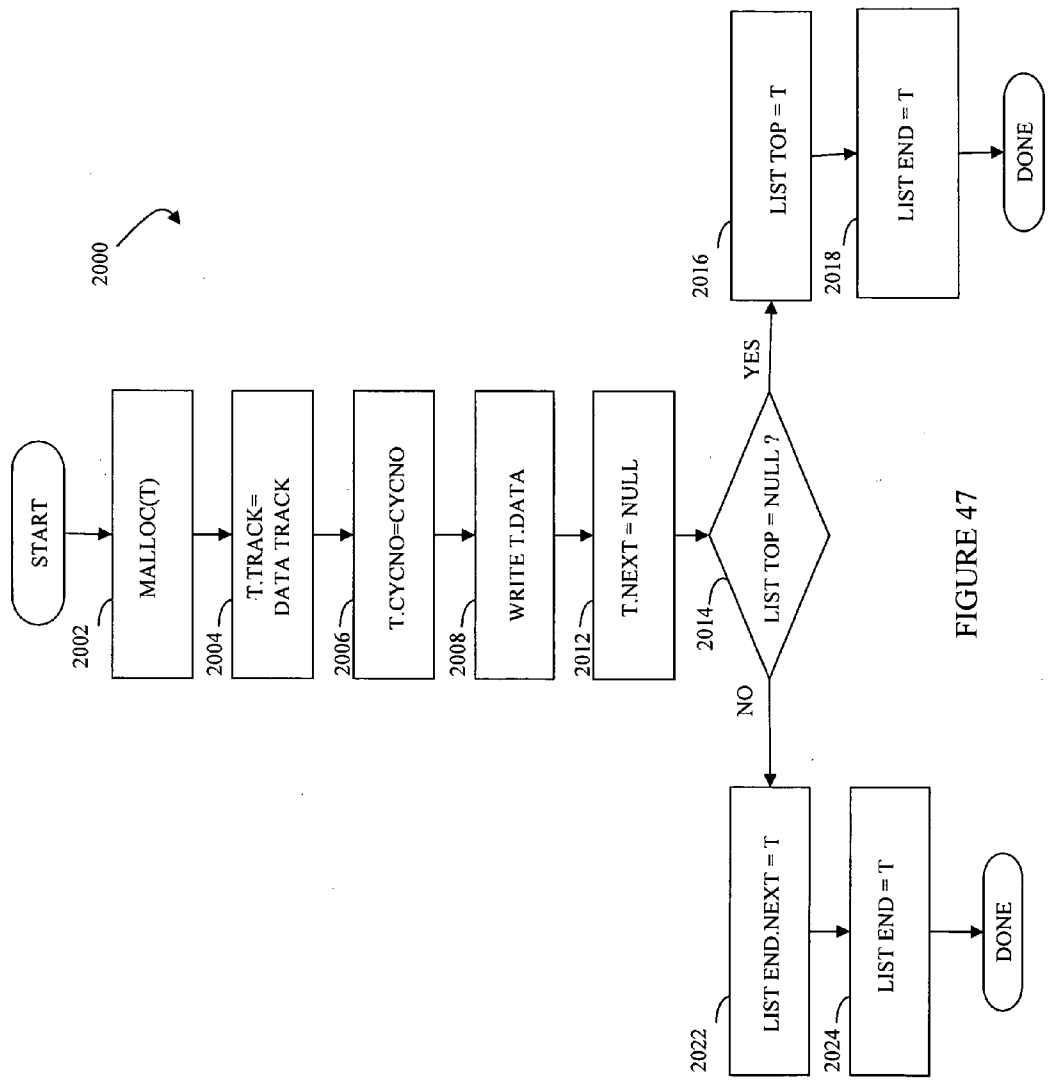 2000
START
2002
MALLOC(T)
2004
T.TRACK=
DATA TRACK
2006
T.CYCNO=CYCNO
2008
WRITE T.DATA
2012
T.NEXT = NULL
2014
LIST TOP = NULL ?
YES
NO
2016
LIST TOP = T
2018
LIST END = T
DONE
2022
LIST END.NEXT = T
2024
LIST END = T
DONE
FIGURE 47